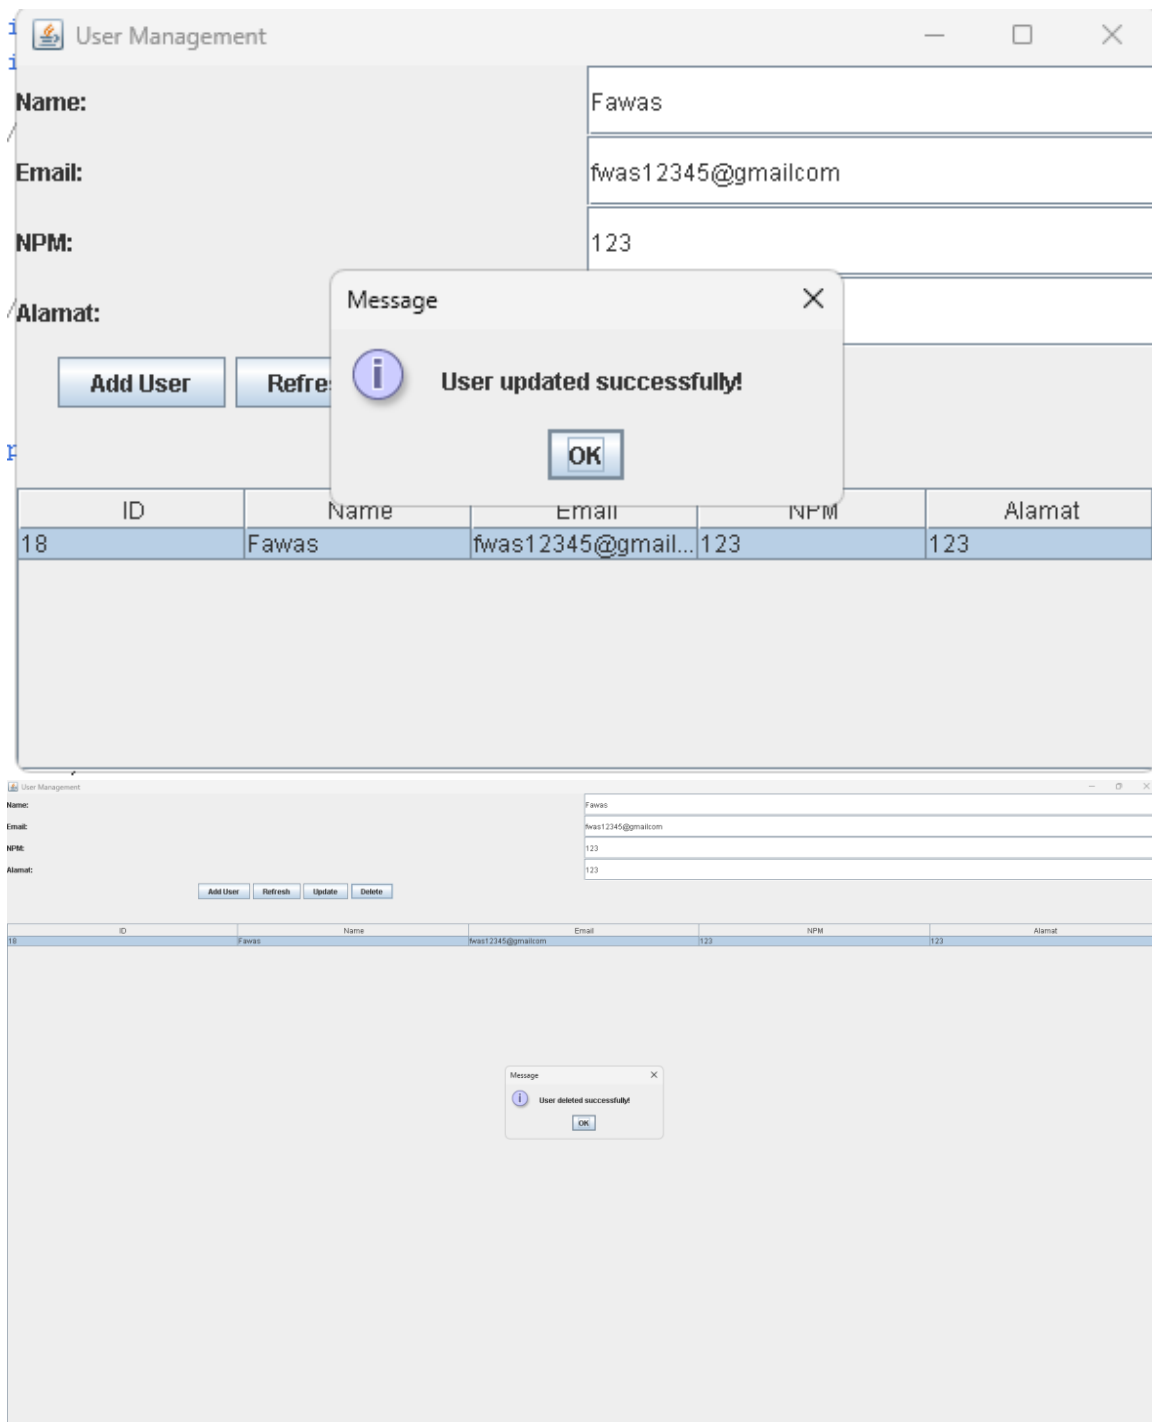 User Management
Name:
Fawas
Email:
fwas12345@gmailcom
NPM:
123
Alamat:
Message
User updated successfully!
OK
Add User
Refre
ID Name Email NPM Alamat
18 Fawas fwas12345@gmail... 123 123
User Management
Name:
Fawas
Email:
fwas12345@gmailcom
NPM:
123
Alamat:
123
Add User Refresh Update Delete
ID Name Email NPM Alamat
18 Fawas fwas12345@gmailcom 123 123
Message
User deleted successfully!
OK